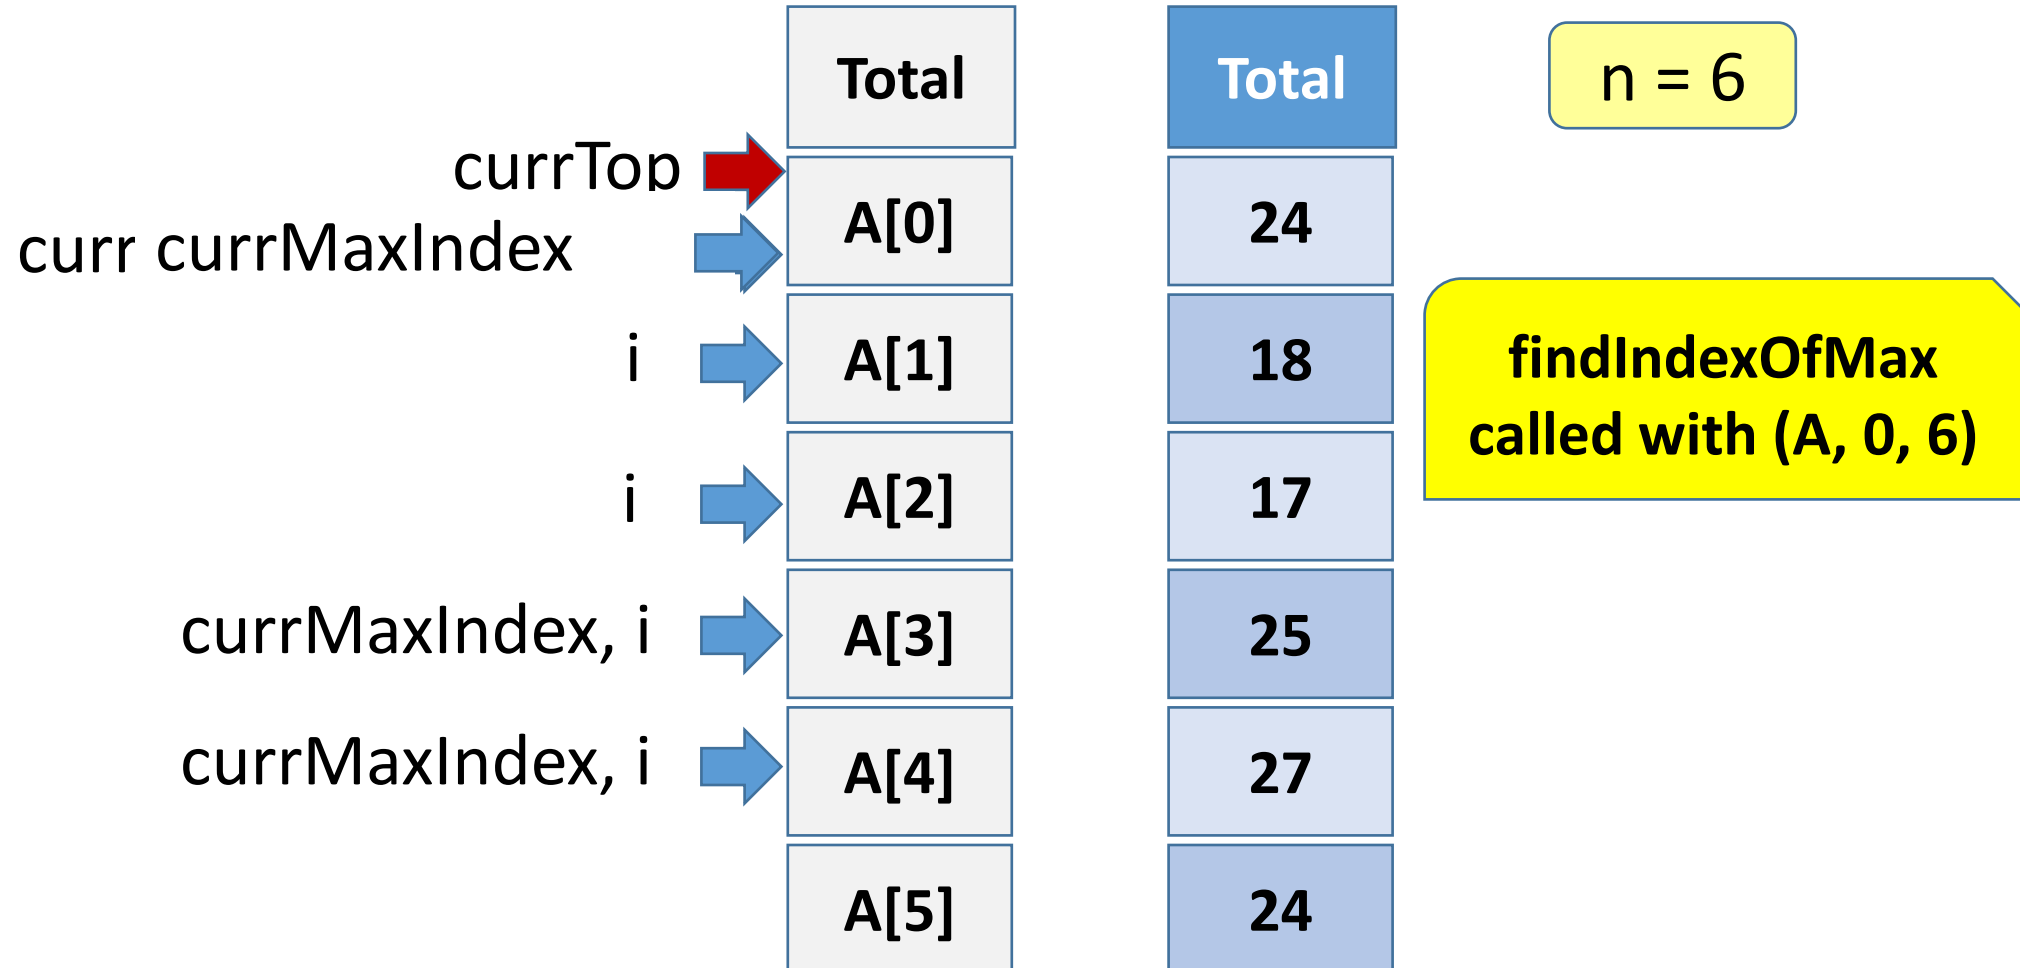 Total Total n = 6
currTop
A[0] 24
curr currMaxIndex
i A[1] 18
findIndexOfMax
called with (A, 0, 6)
i A[2] 17
currMaxIndex, i A[3] 25
currMaxIndex, i A[4] 27
A[5] 24